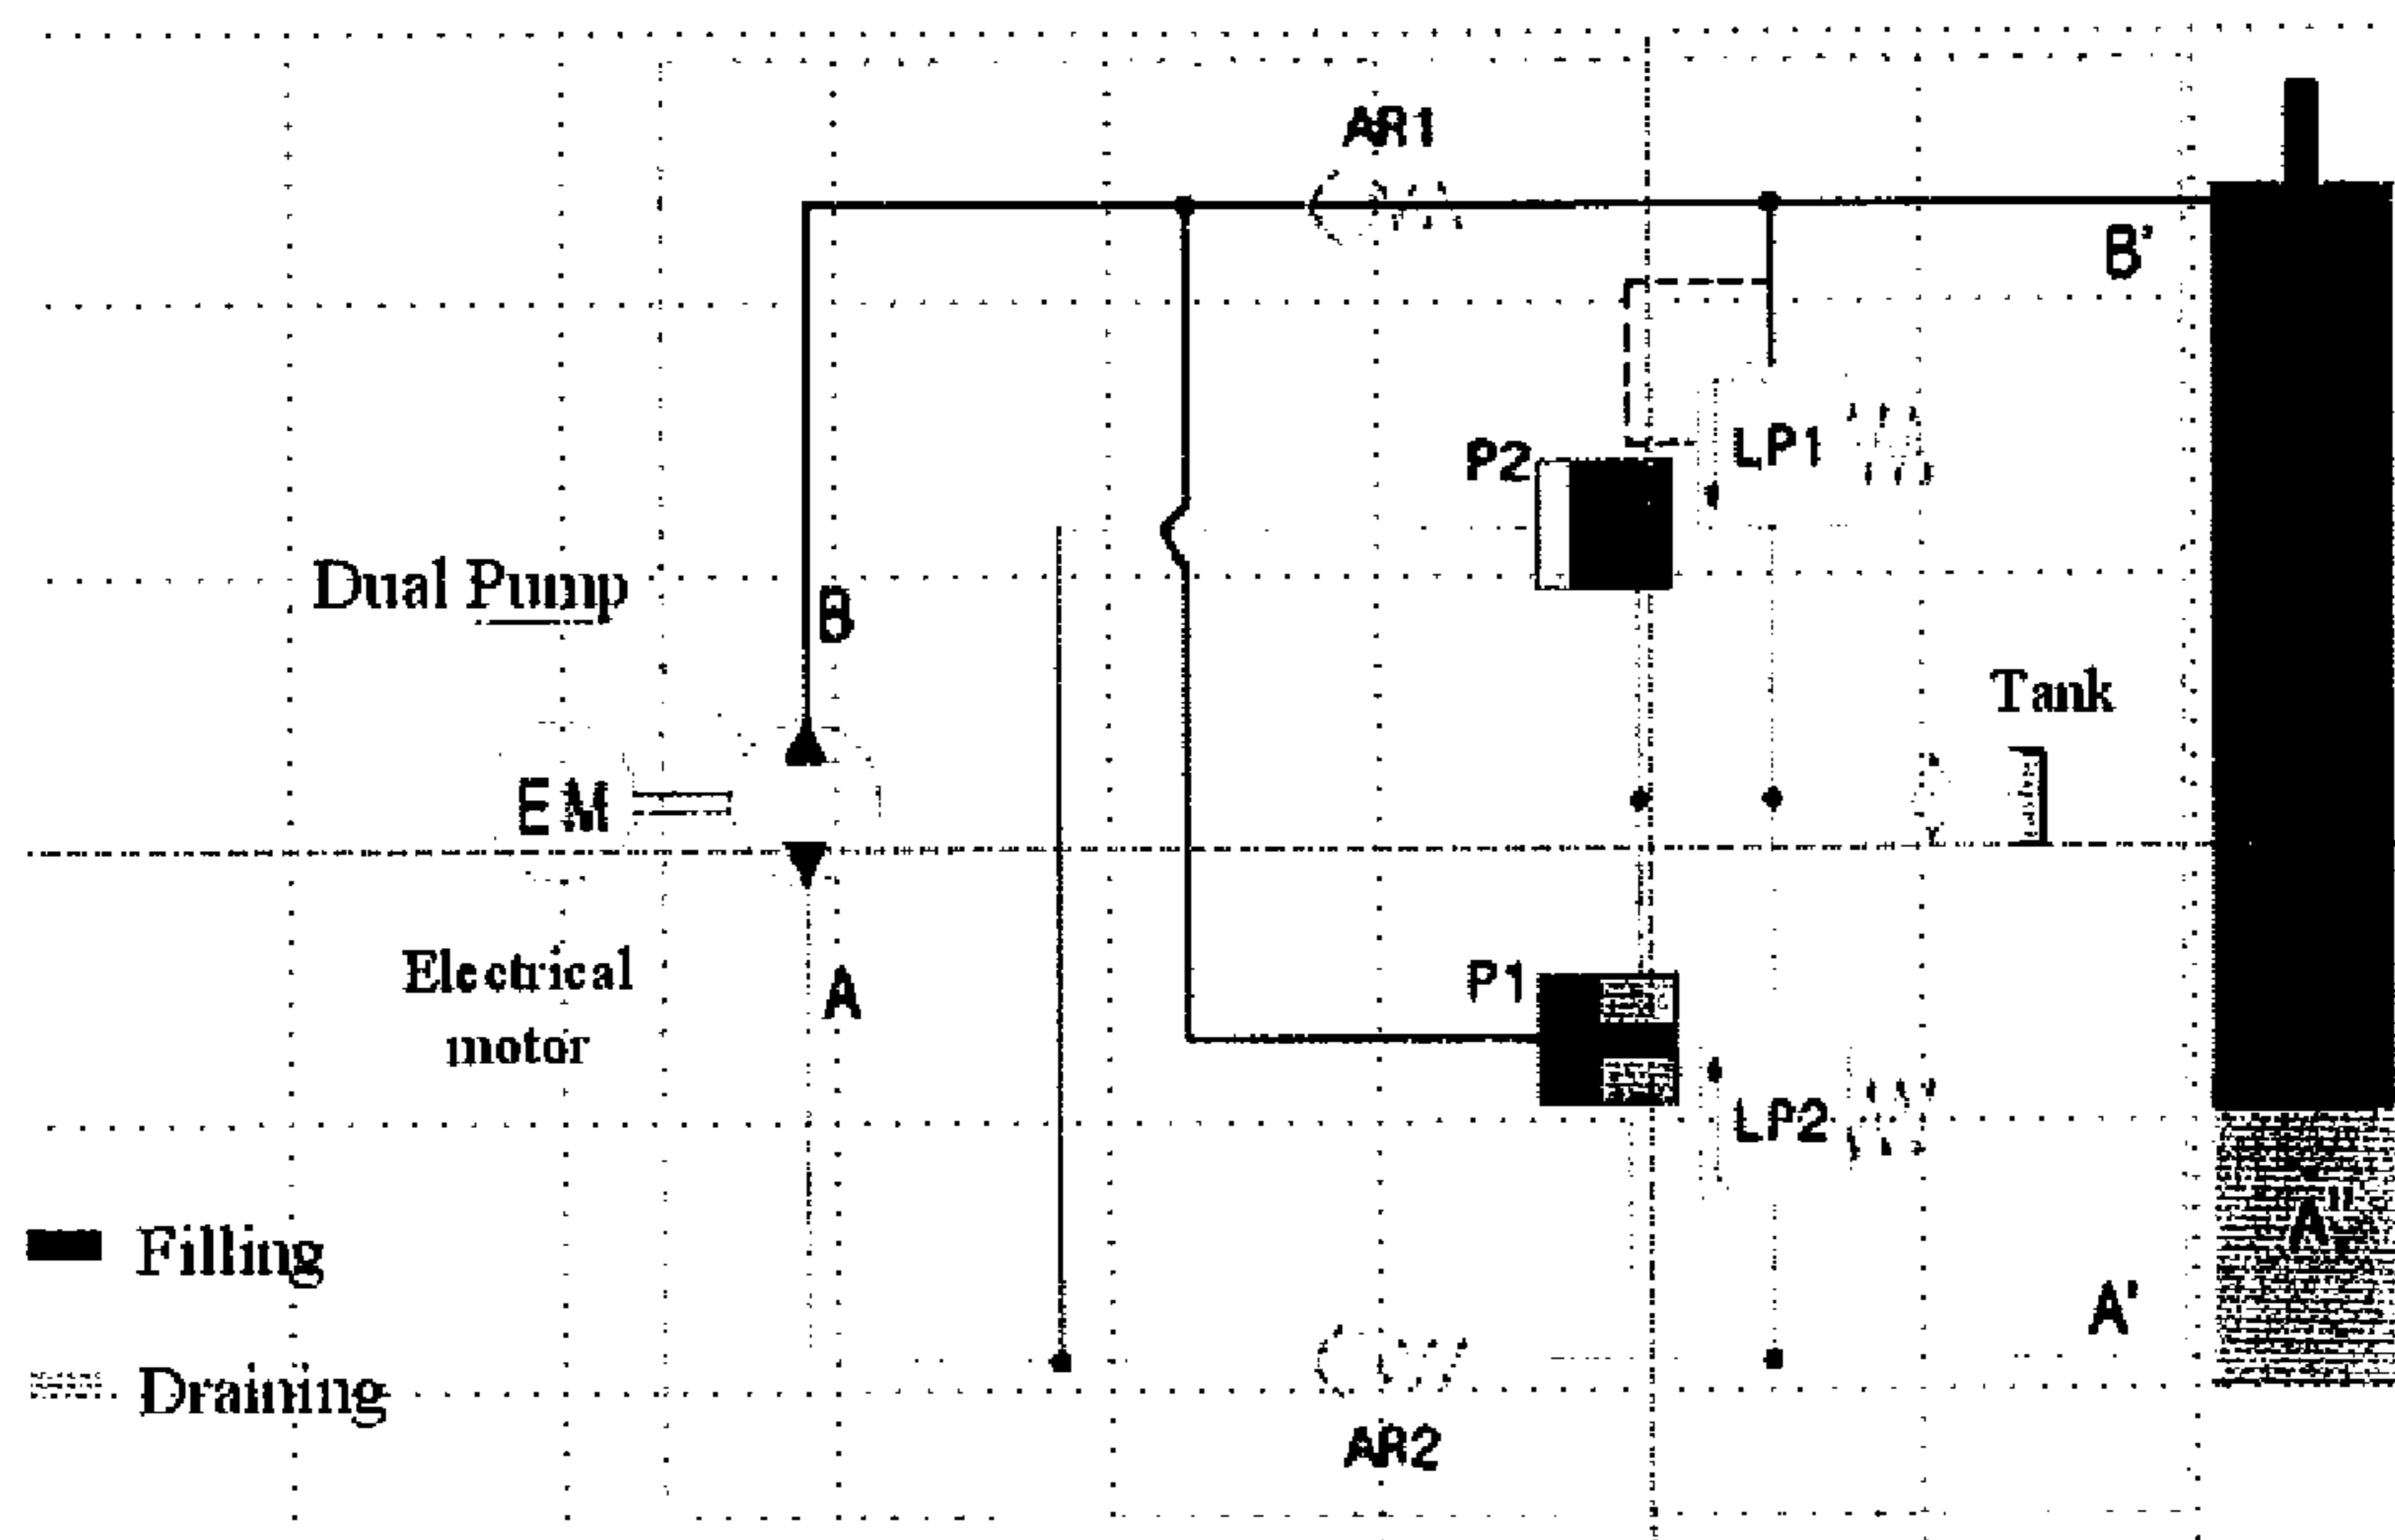 AR1
B'
P2
LP1
Dual Pump
B
Tank
EM
Electrical
motor
A
P1
LP2
A"
Filling
A'
Draining
AR2